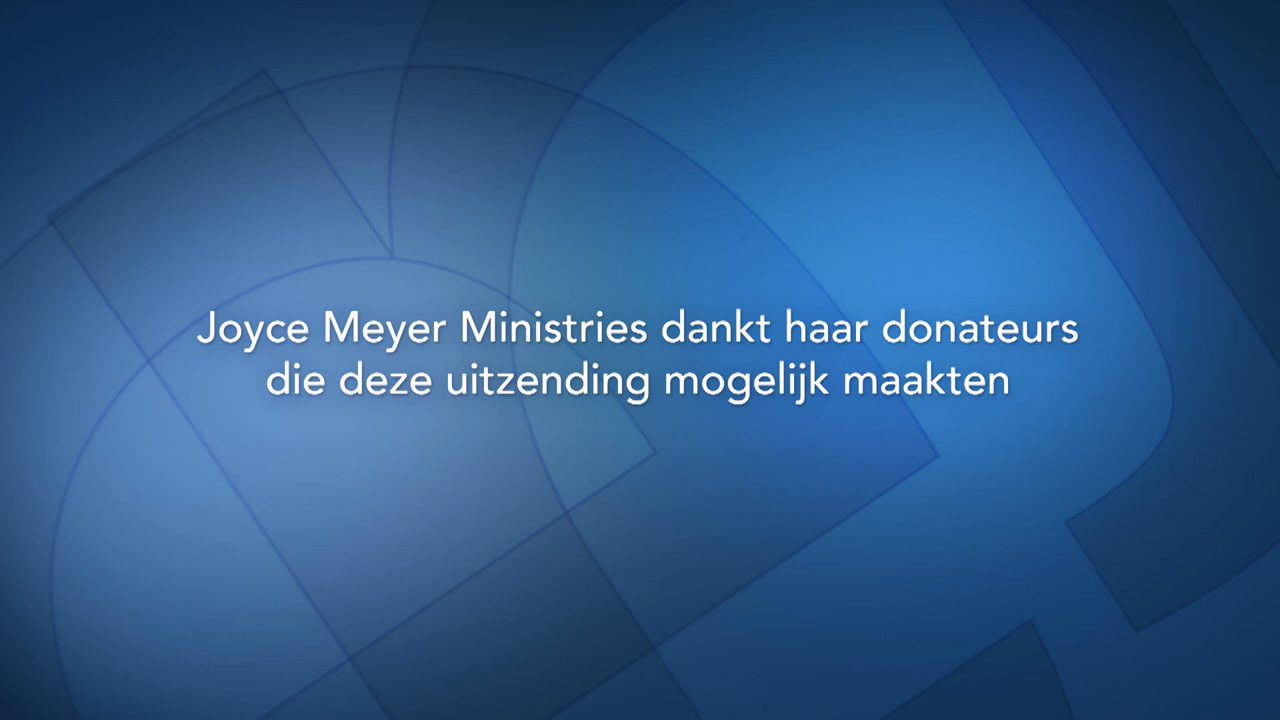 Joyce Meyer Ministries dankt haar donateurs
die deze uitzending mogelijk maakten